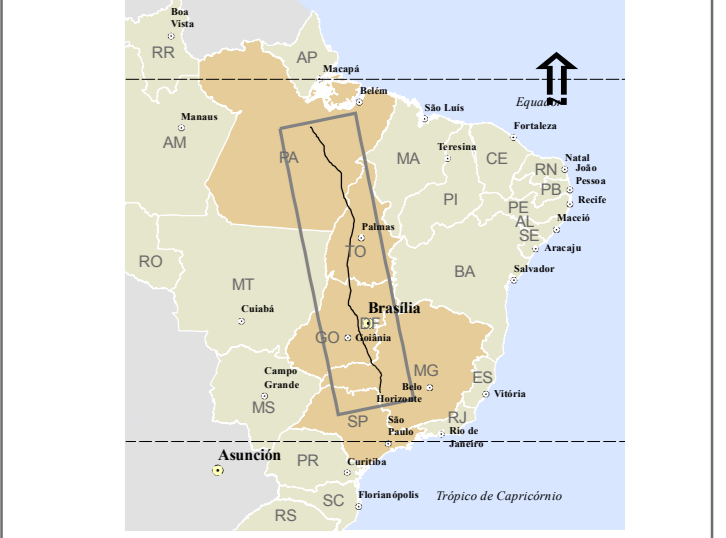 Boa
Vista
RR
AP
Macapá
Belém
São Luís
Equador
Manaus
AM
Fortaleza
Teresina
PA
MA
CE
Natal
RN
João
Pessoa
PB
PI
Recife
PE
AL
Maceió
Palmas
SE
TO
Aracaju
RO
BA
Salvador
MT
Brasília
Cuiabá
DF
GO
Goiânia
Campo
Grande
MG
ES
Belo
Horizonte
Vitória
MS
SP
São
Paulo
RJ
Rio de
Janeiro
Asunción
PR
Curitiba
SC
Florianópolis
Trópico de Capricórnio
RS